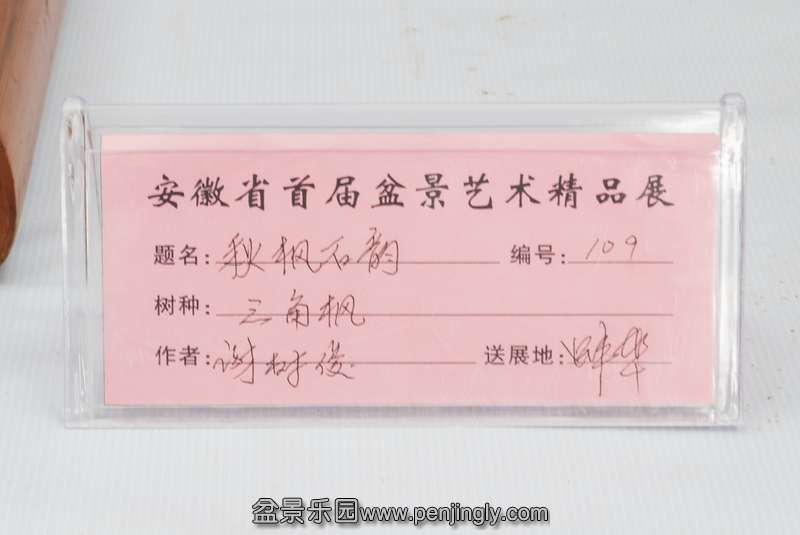 安徽省首届盆景艺术精品展
题名: 秋枫石韵 编号: 109
树种: 三角枫
作者: 谢树俊 送展地:
盆景乐园www.penjingly.com